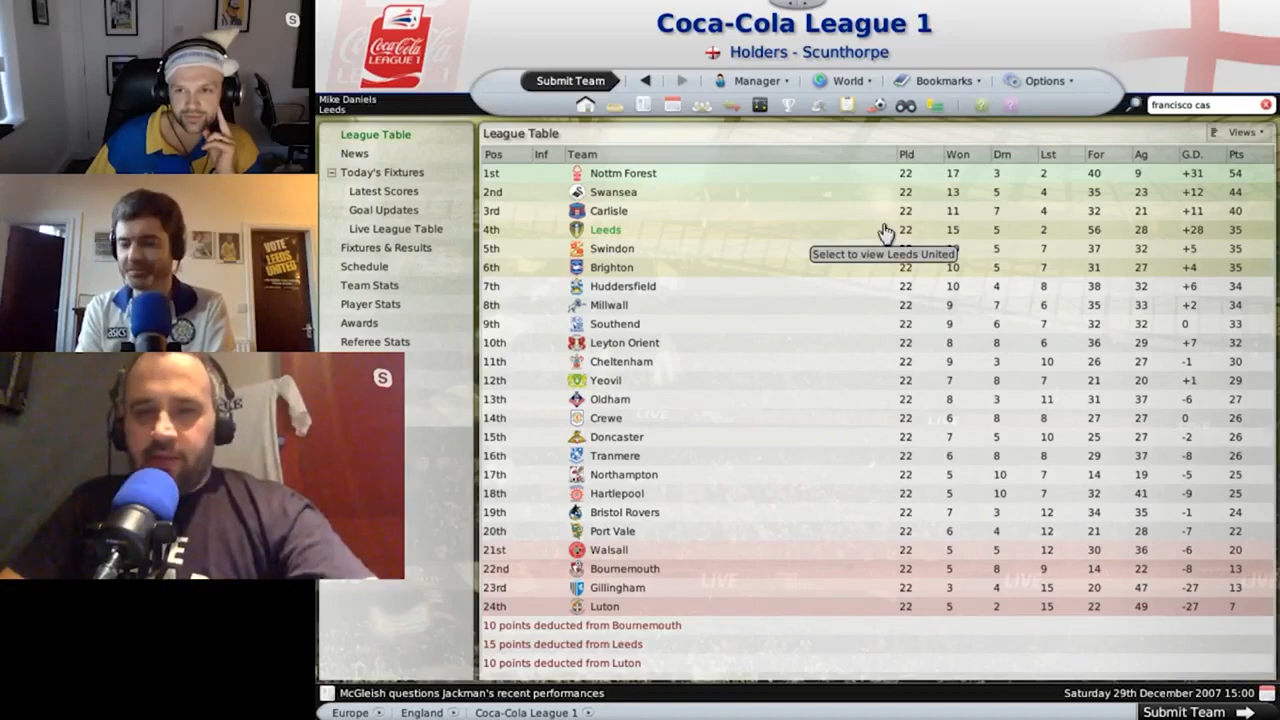 Coca-Cola League 1
Holders - Scunthorpe
Coca-Cola
LEAGUE 1
Submit Team Manager World Bookmarks Options
Mike Daniels
Leeds
francisco cas
League Table
News
Today's Fixtures
Latest Scores
Goal Updates
Live League Table
Fixtures & Results
Schedule
Team Stats
Player Stats
Awards
Referee Stats
League Table Views
Pos Inf Team Pld Won Drn Lst For Ag G.D. Pts
1st Nottm Forest 22 17 3 2 40 9 +31 54
2nd Swansea 22 13 5 4 35 23 +12 44
3rd Carlisle 22 11 7 4 32 21 +11 40
4th Leeds 22 15 5 2 56 28 +28 35
5th Swindon 5 7 37 32 +5 35
Select to view Leeds United
6th Brighton 22 10 5 7 31 27 +4 35
7th Huddersfield 22 10 4 8 38 32 +6 34
8th Millwall 22 9 7 6 35 33 +2 34
9th Southend 22 9 6 7 32 32 0 33
10th Leyton Orient 22 8 8 6 36 29 +7 32
11th Cheltenham 22 9 3 10 26 27 -1 30
12th Yeovil 22 7 8 7 21 20 +1 29
13th Oldham 22 8 3 11 31 37 -6 27
14th Crewe 22 6 8 8 27 27 0 26
15th Doncaster 22 7 5 10 25 27 -2 26
16th Tranmere 22 6 8 8 29 37 -8 26
17th Northampton 22 5 10 7 14 19 -5 25
18th Hartlepool 22 5 10 7 32 41 -9 25
19th Bristol Rovers 22 7 3 12 34 35 -1 24
20th Port Vale 22 6 4 12 21 28 -7 22
21st Walsall 22 5 5 12 30 36 -6 20
22nd Bournemouth 22 5 8 9 14 22 -8 13
23rd Gillingham 22 3 4 15 20 47 -27 13
24th Luton 22 5 2 15 22 49 -27 7
10 points deducted from Bournemouth
15 points deducted from Leeds
10 points deducted from Luton
McGleish questions Jackman's recent performances Saturday 29th December 2007 15:00
Europe England Coca-Cola League 1 Submit Team
VOTE
LEEDS
UNITED
asics